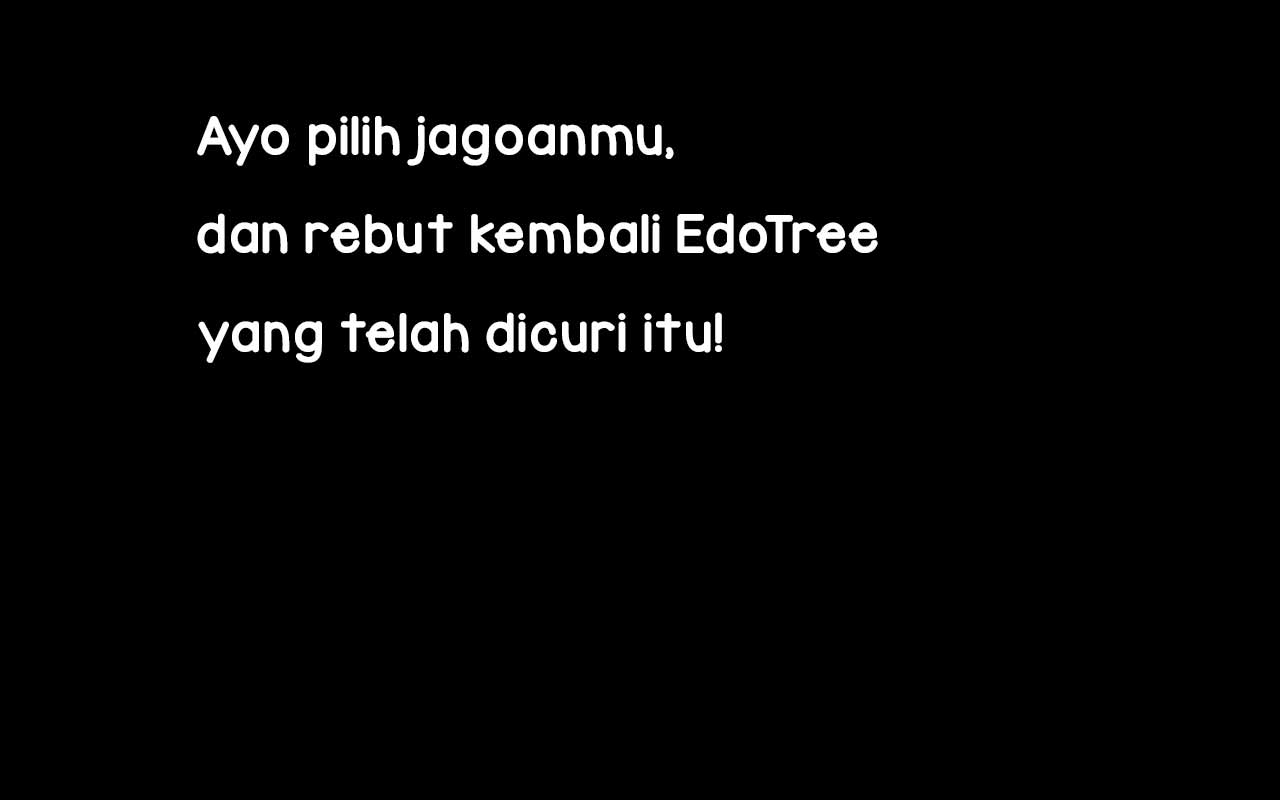 Ayo pilih jagoanmu,
dan rebut kembali EdoTree
yang telah dicuri itu!